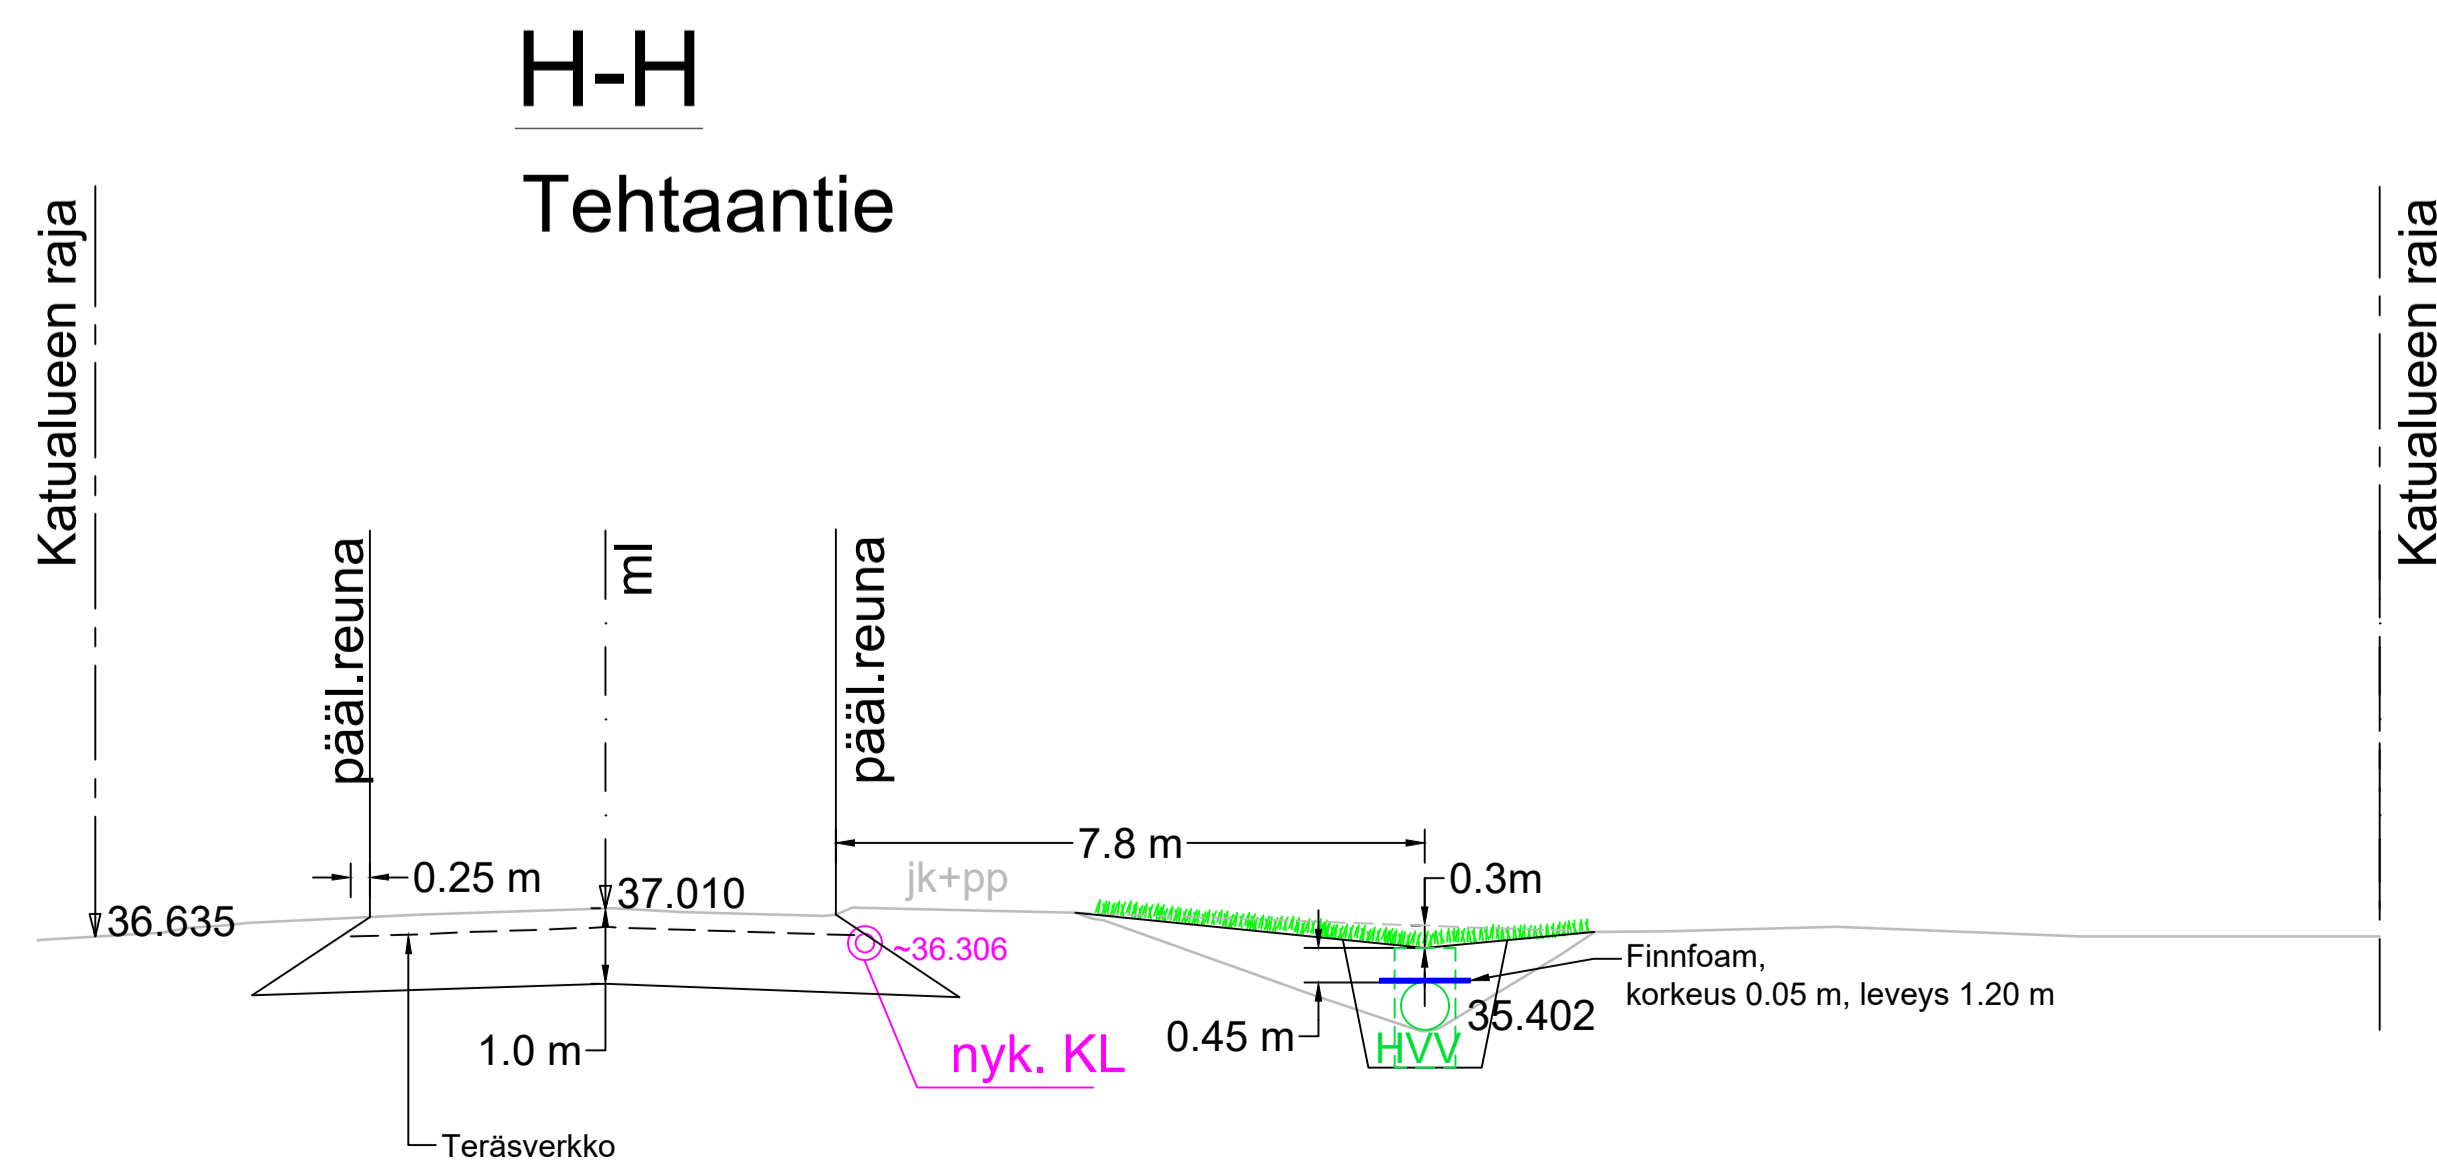 H-H
Tehtaantie
Katualueen raja
Katualueen raja
pääl.reuna
ml
pääl.reuna
7.8 m
0.25 m
37.010
jk+pp
0.3m
36.635
~36.306
Finnfoam,
korkeus 0.05 m, leveys 1.20 m
35.402
0.45 m
HVV
1.0 m
nyk. KL
Teräsverkko